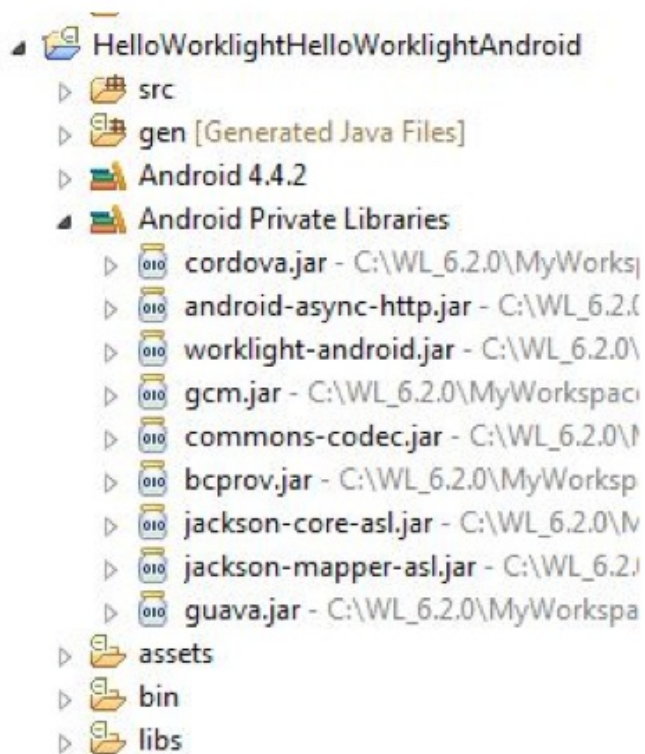 HelloWorklightHelloWorklightAndroid
src
gen [Generated Java Files]
Android 4.4.2
Android Private Libraries
cordova.jar - C:\WL_6.2.0\MyWorksp
android-async-http.jar - C:\WL_6.2.0
worklight-android.jar - C:\WL_6.2.0\
gcm.jar - C:\WL_6.2.0\MyWorkspac
commons-codec.jar - C:\WL_6.2.0\M
bcprov.jar - C:\WL_6.2.0\MyWorksp
jackson-core-asl.jar - C:\WL_6.2.0\M
jackson-mapper-asl.jar - C:\WL_6.2.
guava.jar - C:\WL_6.2.0\MyWorkspa
assets
bin
libs